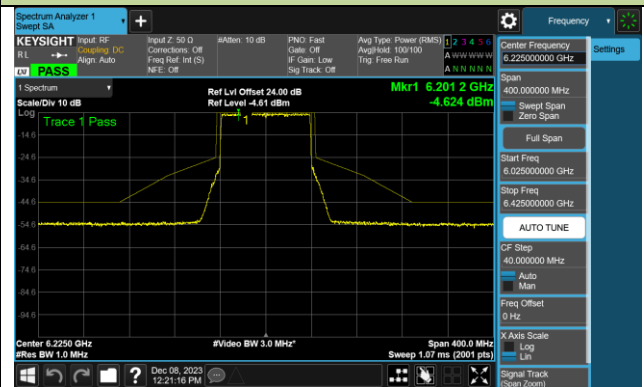 Spectrum Analyzer 1
Swept SA
+
Frequency
KEYSIGHT
Input: RF
Input Z: 50 Ω
#Atten: 10 dB
PNO: Fast
Avg Type: Power (RMS)
1 2 3 4 5 6
R L
Coupling: DC
Corrections: Off
Gate: Off
Avg|Hold: 100/100
A W W W W W
Align: Auto
Freq Ref: Int (S)
IF Gain: Low
Trig: Free Run
LXI
PASS
NFE: Off
Sig Track: Off
A N N N N N
1 Spectrum
Ref Lvl Offset 24.00 dB
Mkr1 6.201 2 GHz
Scale/Div 10 dB
Ref Level -4.61 dBm
-4.624 dBm
Log
Trace 1 Pass
1
-14.6
-24.6
-34.6
-44.6
-54.6
-64.6
-74.6
-84.6
-94.6
Center 6.2250 GHz
#Video BW 3.0 MHz*
Span 400.0 MHz
#Res BW 1.0 MHz
Sweep 1.07 ms (2001 pts)
?
Dec 08, 2023
12:21:16 PM
Center Frequency
6.225000000 GHz
Settings
Span
400.000000 MHz
Swept Span
Zero Span
Full Span
Start Freq
6.025000000 GHz
Stop Freq
6.425000000 GHz
AUTO TUNE
CF Step
40.000000 MHz
Auto
Man
Freq Offset
0 Hz
X Axis Scale
Log
Lin
Signal Track
(Span Zoom)